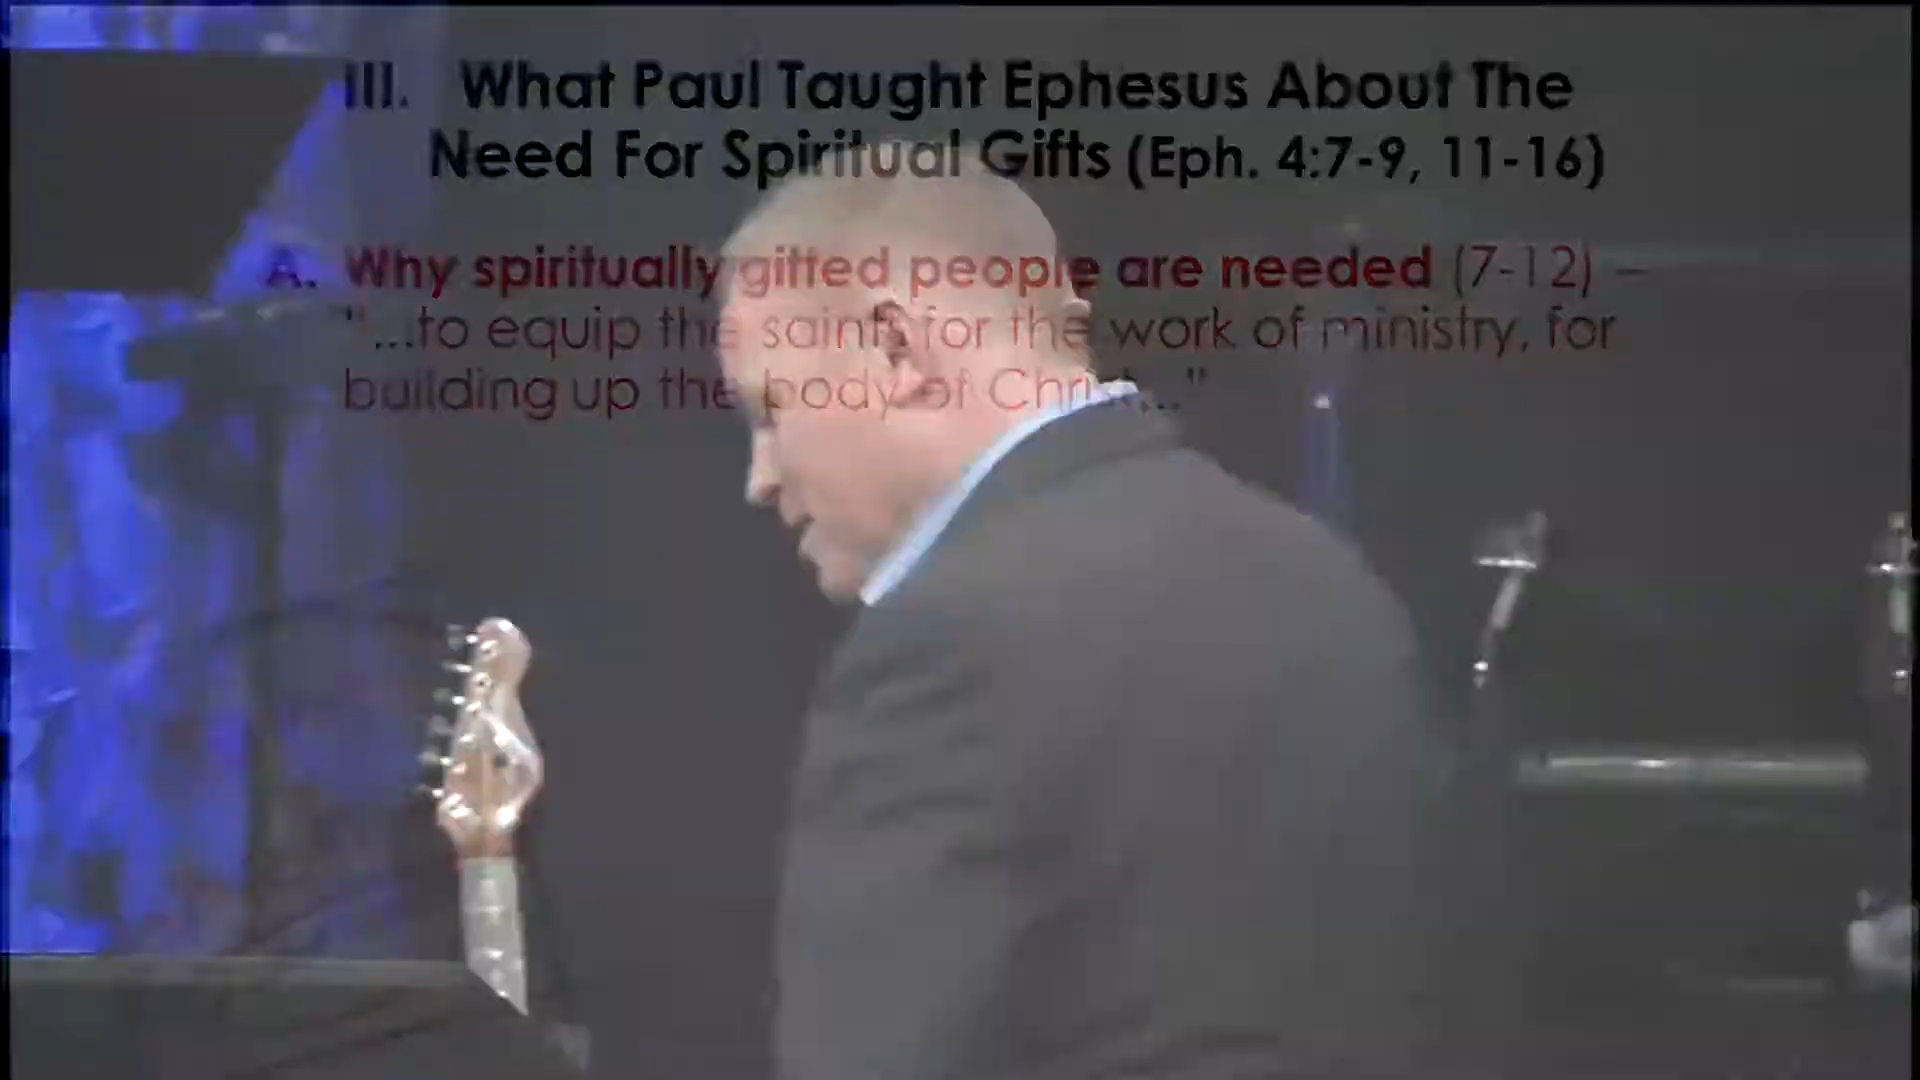 III. What Paul Taught Ephesus About The
Need For Spiritual Gifts (Eph. 4:7-9, 11-16)
A. Why spiritually gifted people are needed (7-12) –
"...to equip the saints for the work of ministry, for
building up the body of Christ..."